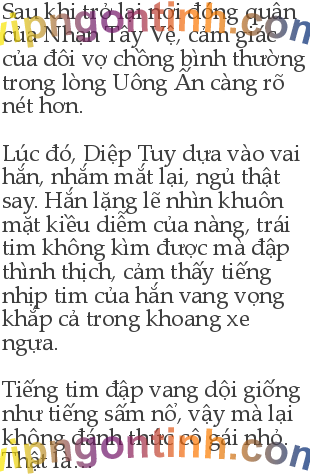 Sau khi trở lại nơi đóng quân
của Nhạn Tây Vệ, cảm giác
của đôi vợ chồng bình thường
trong lòng Uông Ấn càng rõ
nét hơn.
Lúc đó, Diệp Tuy dựa vào vai
hắn, nhắm mắt lại, ngủ thật
say. Hắn lặng lẽ nhìn khuôn
mặt kiều diễm của nàng, trái
tim không kìm được mà đập
thình thịch, cảm thấy tiếng
nhịp tim của hắn vang vọng
khắp cả trong khoang xe
ngựa.
Tiếng tim đập vang dội giống
như tiếng sấm nổ, vậy mà lại
không đánh thức cô gái nhỏ.
Thật là...
vipngontinh.com
vipngontinh.com